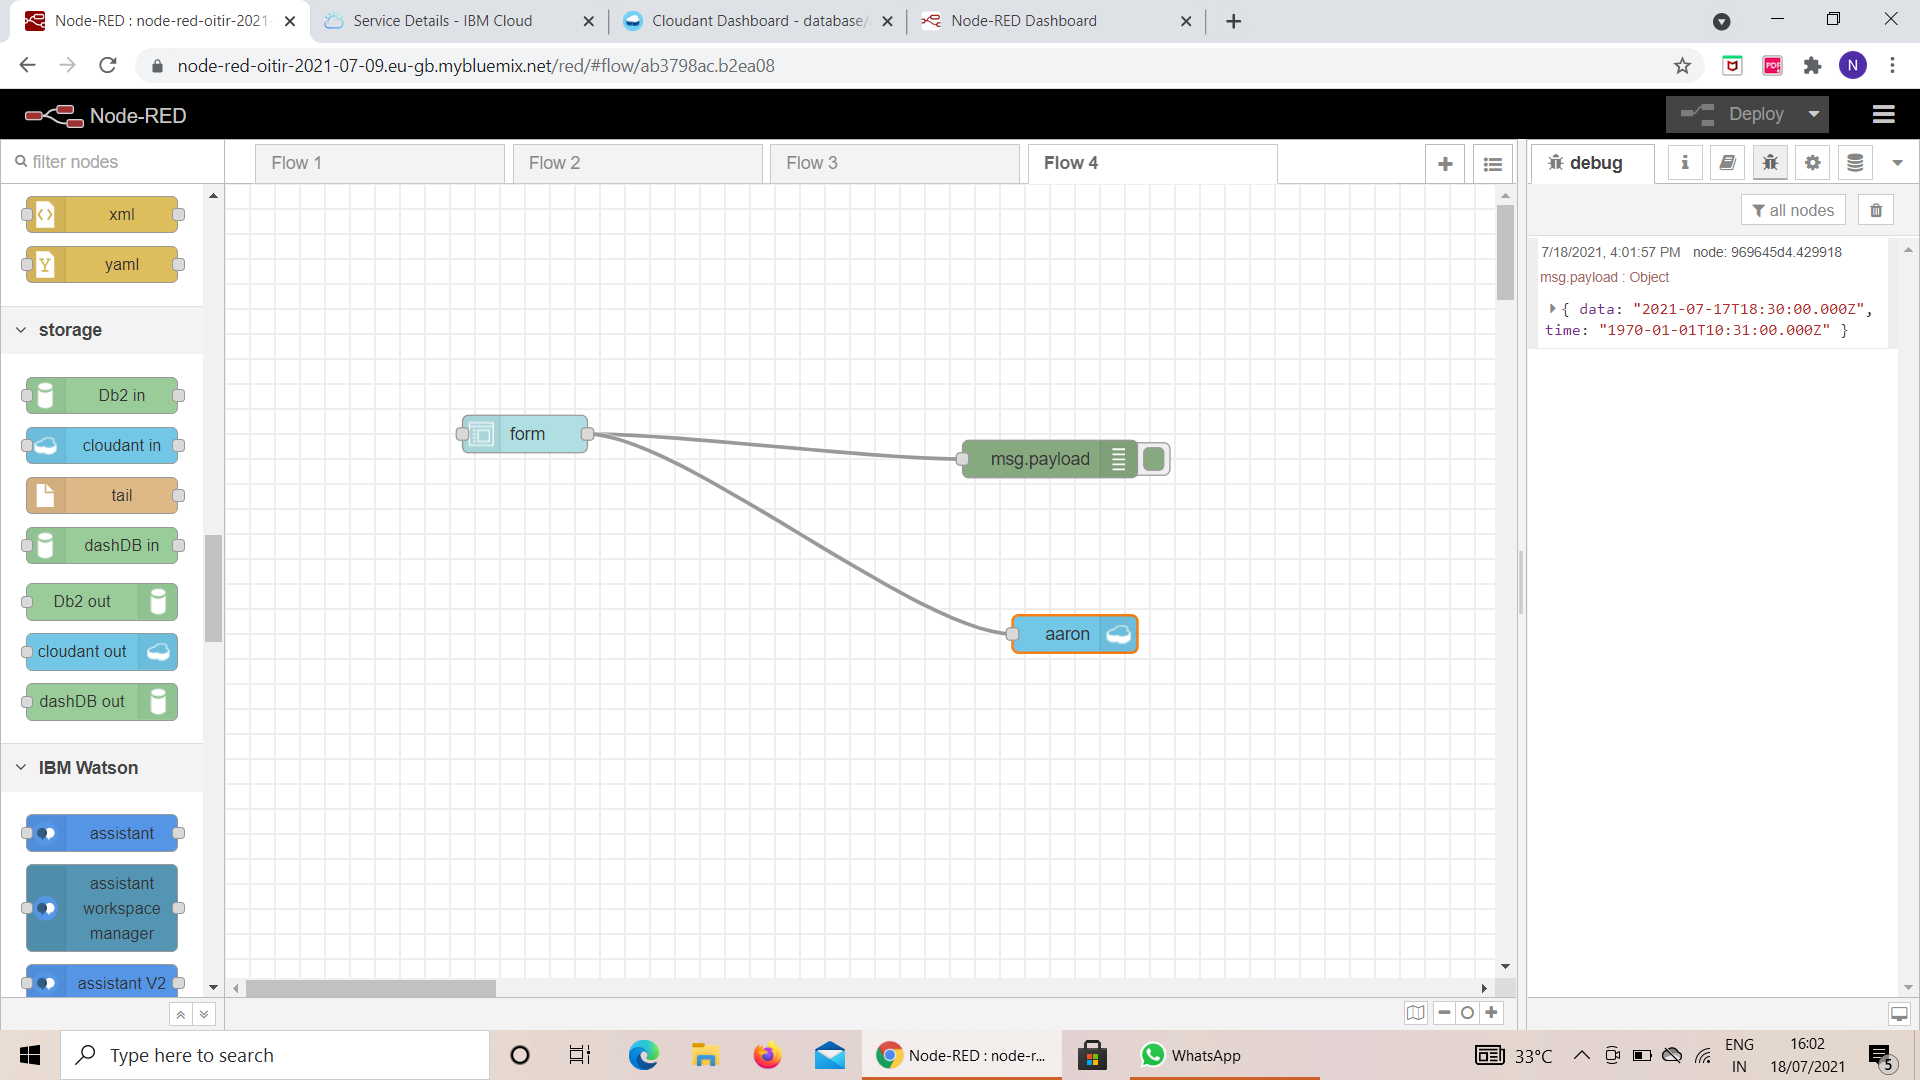 Node-RED : node-red-oitir-2021-
Service Details - IBM Cloud
Cloudant Dashboard - database/
Node-RED Dashboard
node-red-oitir-2021-07-09.eu-gb.mybluemix.net/red/#flow/ab3798ac.b2ea08
PDF
N
Node-RED
Deploy
filter nodes
Flow 1
Flow 2
Flow 3
Flow 4
debug
all nodes
xml
yaml
storage
Db2 in
cloudant in
tail
dashDB in
Db2 out
cloudant out
dashDB out
IBM Watson
assistant
assistant
workspace
manager
assistant V2
form
msg.payload
aaron
7/18/2021, 4:01:57 PM node: 969645d4.429918
msg.payload : Object
{ data: "2021-07-17T18:30:00.000Z",
time: "1970-01-01T10:31:00.000Z" }
Type here to search
Node-RED : node-r...
WhatsApp
33°C
ENG
IN
16:02
18/07/2021
5